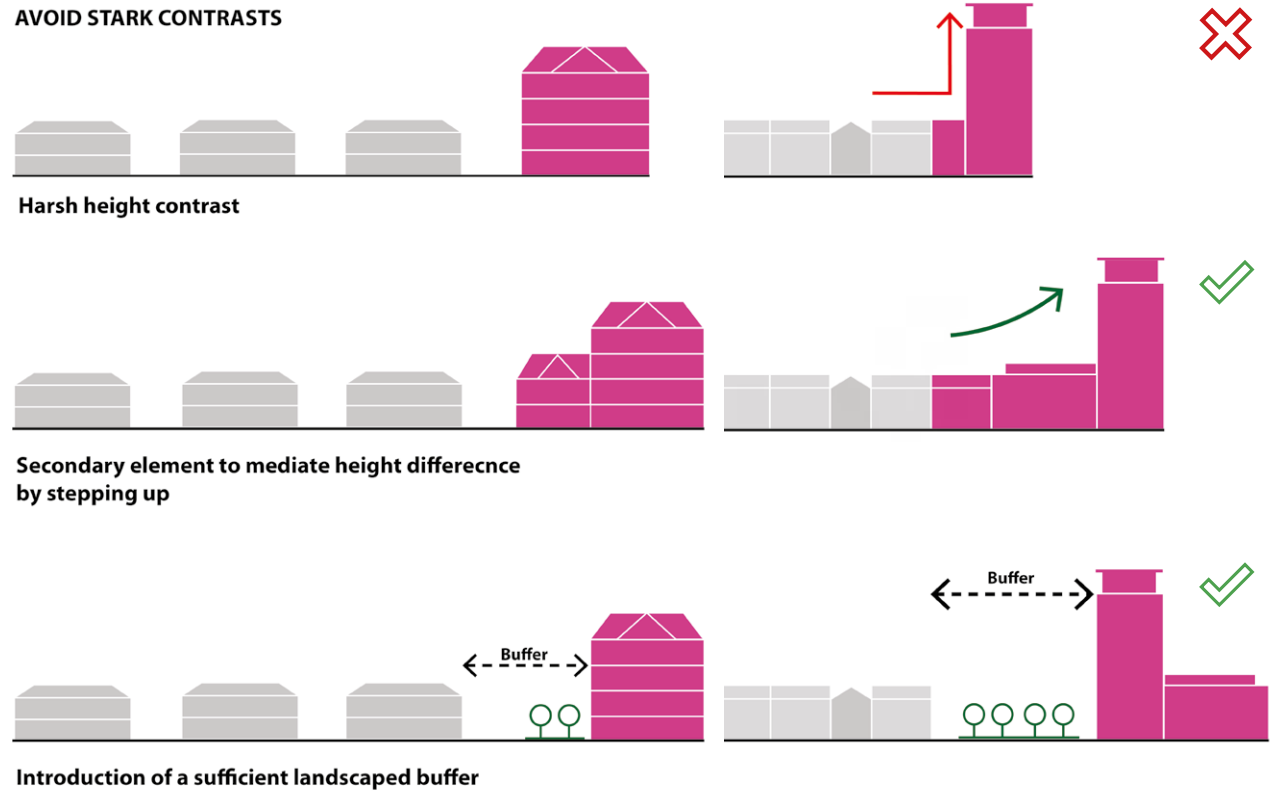 AVOID STARK CONTRASTS
Harsh height contrast
Secondary element to mediate height differecnce
by stepping up
Buffer
Buffer
Introduction of a sufficient landscaped buffer